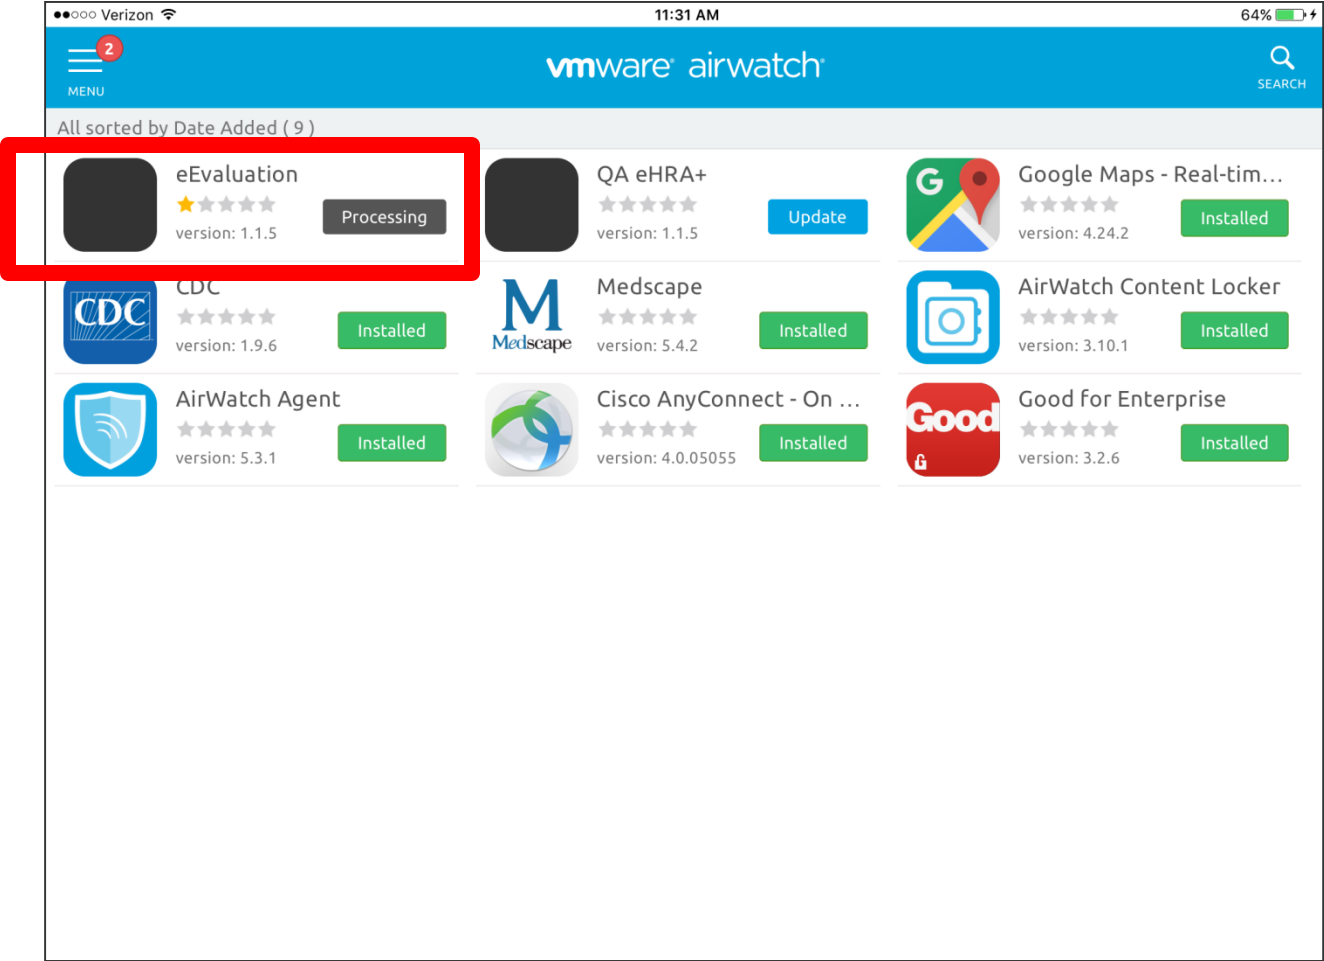 Verizon
11:31 AM
64%
2
MENU
vmware airwatch
SEARCH
All sorted by Date Added ( 9 )
eEvaluation
Processing
version: 1.1.5
QA eHRA+
Update
version: 1.1.5
Google Maps - Real-tim...
Installed
version: 4.24.2
CDC
CDC
Installed
version: 1.9.6
M
Medscape
Medscape
Installed
version: 5.4.2
AirWatch Content Locker
Installed
version: 3.10.1
AirWatch Agent
Installed
version: 5.3.1
Cisco AnyConnect - On ...
Installed
version: 4.0.05055
Good
Good for Enterprise
Installed
version: 3.2.6
G